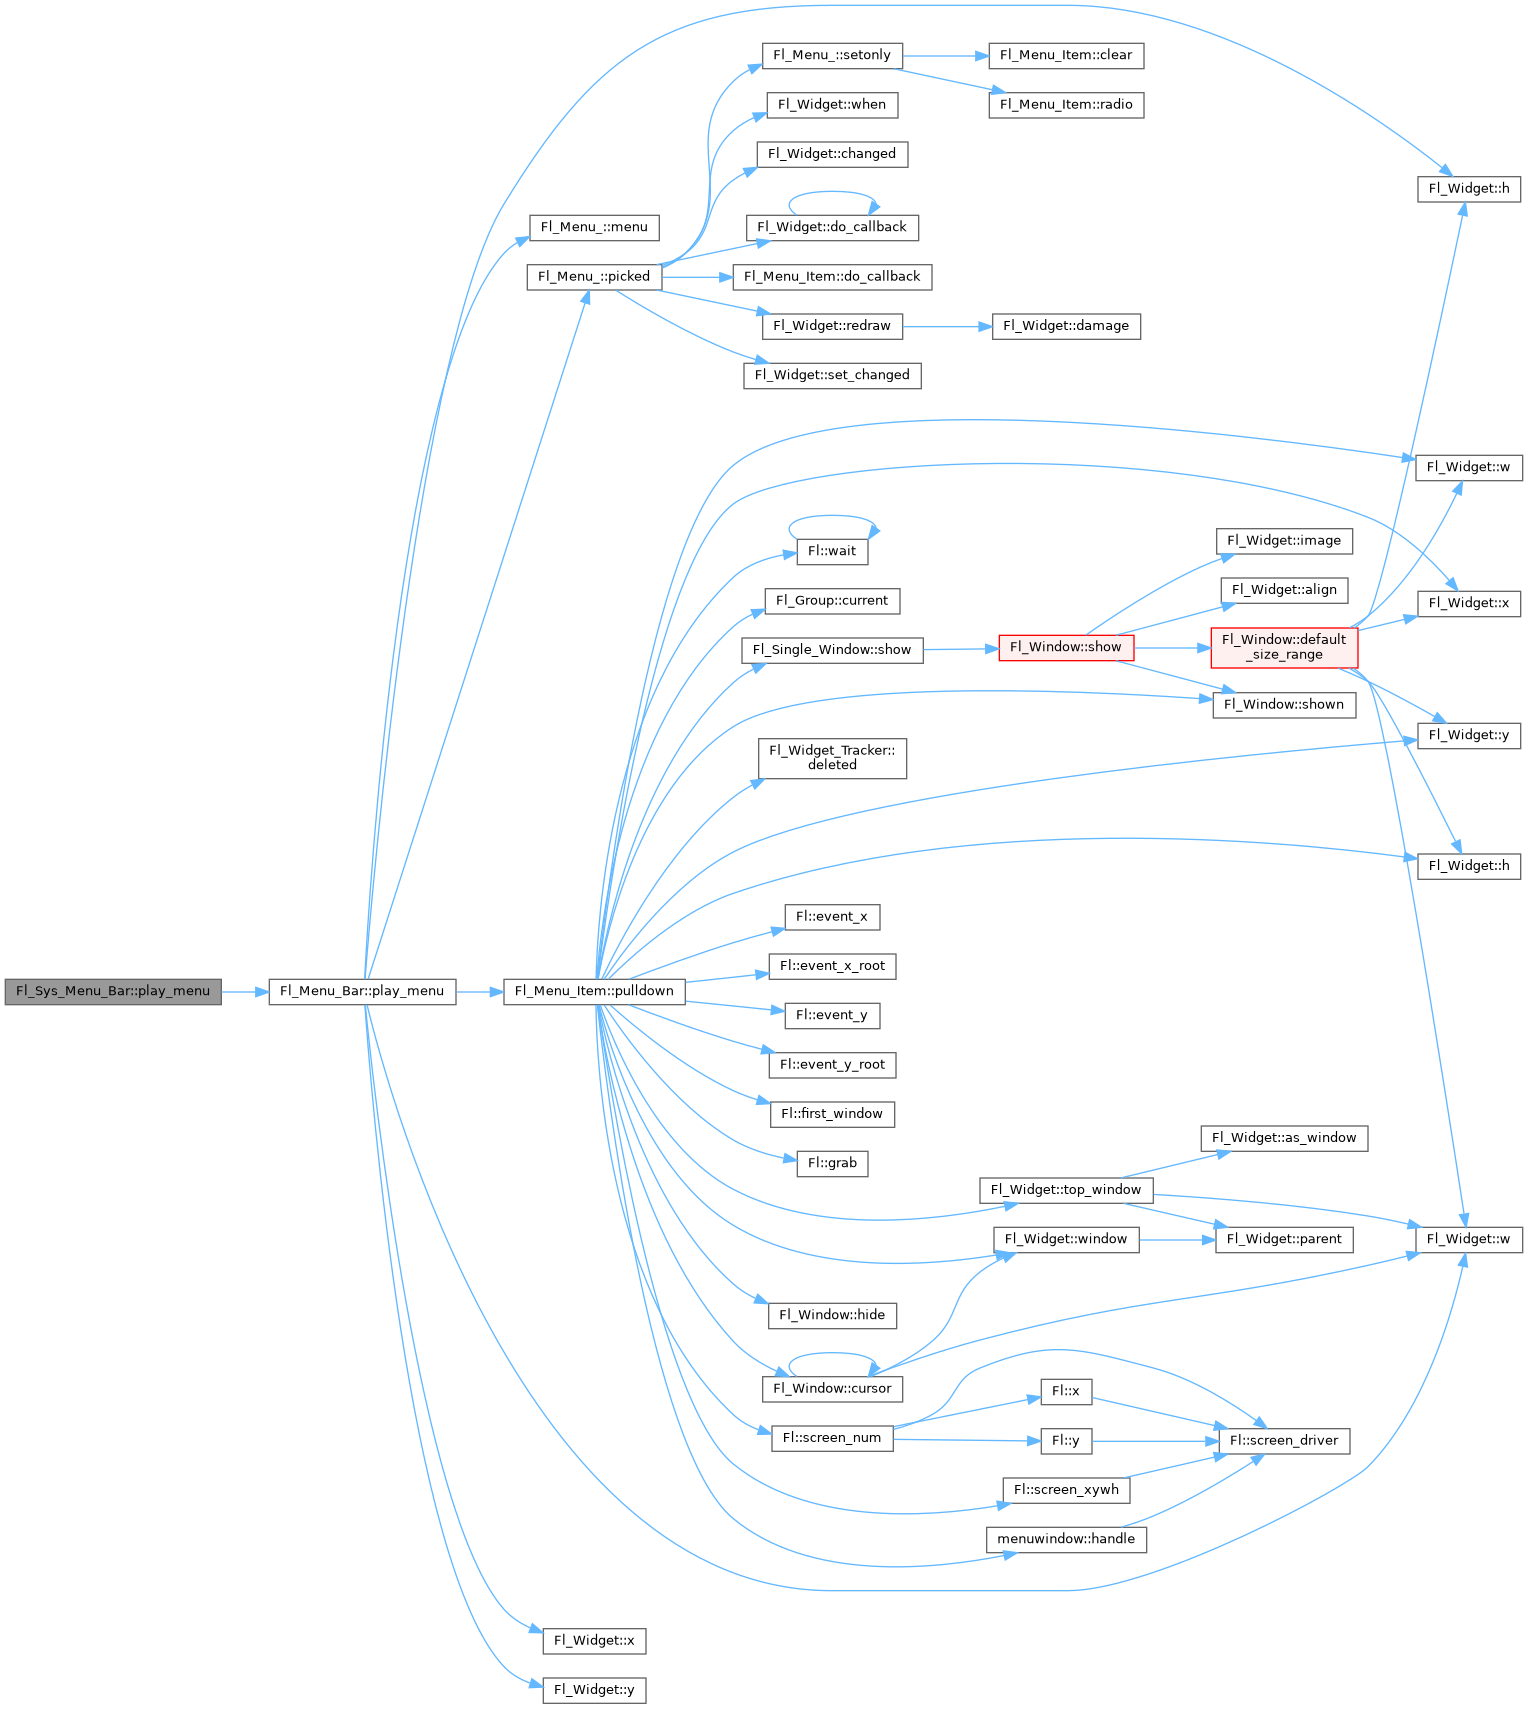 Fl_Menu_::setonly
Fl_Menu_Item::clear
Fl_Widget::when
Fl_Menu_Item::radio
Fl_Widget::changed
Fl_Widget::h
Fl_Menu_::menu
Fl_Widget::do_callback
Fl_Menu_::picked
Fl_Menu_Item::do_callback
Fl_Widget::redraw
Fl_Widget::damage
Fl_Widget::set_changed
Fl_Widget::w
Fl::wait
Fl_Widget::image
Fl_Group::current
Fl_Widget::align
Fl_Widget::x
Fl_Single_Window::show
Fl_Window::show
Fl_Window::default
_size_range
Fl_Window::shown
Fl_Widget::y
Fl_Widget_Tracker::
deleted
Fl_Widget::h
Fl::event_x
Fl::event_x_root
Fl_Sys_Menu_Bar::play_menu
Fl_Menu_Bar::play_menu
Fl_Menu_Item::pulldown
Fl::event_y
Fl::event_y_root
Fl::first_window
Fl::grab
Fl_Widget::as_window
Fl_Widget::top_window
Fl_Widget::window
Fl_Widget::parent
Fl_Widget::w
Fl_Window::hide
Fl_Window::cursor
Fl::x
Fl::screen_num
Fl::y
Fl::screen_driver
Fl::screen_xywh
menuwindow::handle
Fl_Widget::x
Fl_Widget::y